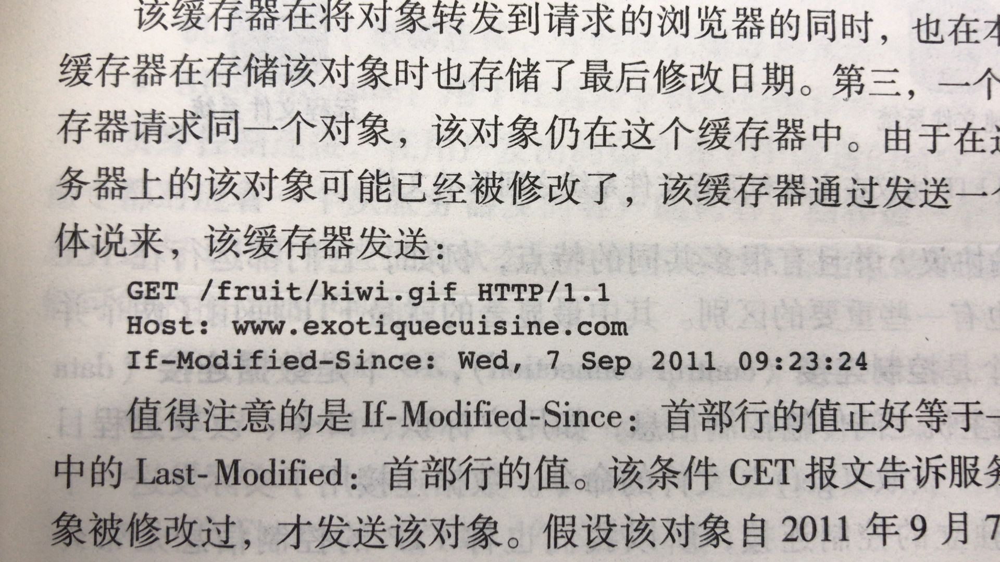 该缓存器在将对象转发到请求的浏览器的同时，也在本
缓存器在存储该对象时也存储了最后修改日期。第三，一个
存器请求同一个对象，该对象仍在这个缓存器中。由于在这
务器上的该对象可能已经被修改了，该缓存器通过发送一个
体说来，该缓存器发送：
GET /fruit/kiwi.gif HTTP/1.1
Host: www.exotiquecuisine.com
If-Modified-Since: Wed, 7 Sep 2011 09:23:24
值得注意的是 If-Modified-Since：首部行的值正好等于一
中的 Last-Modified：首部行的值。该条件 GET 报文告诉服务
象被修改过，才发送该对象。假设该对象自 2011 年 9 月 7